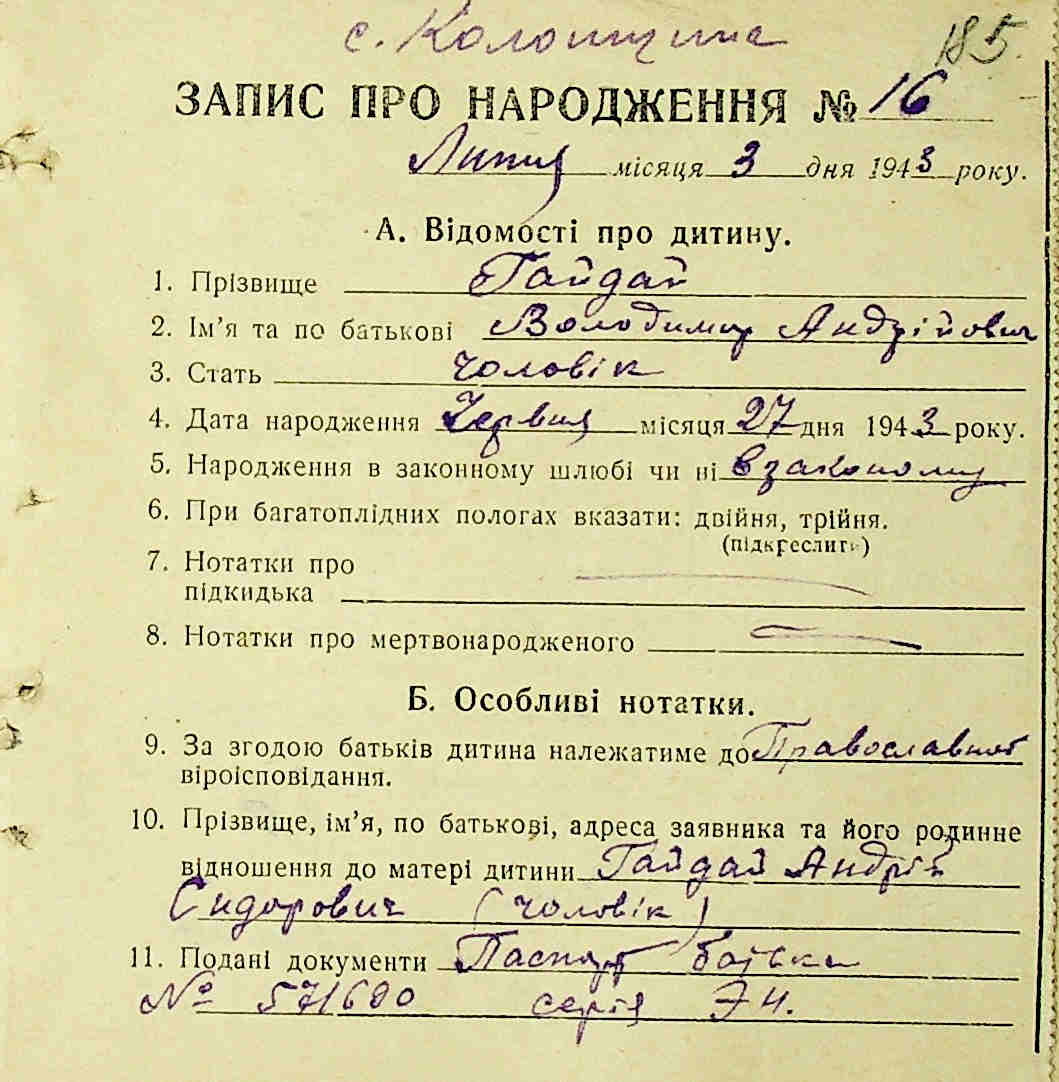 с. Колонщина
185.
ЗАПИС ПРО НАРОДЖЕННЯ № 16
Липня місяця 3 дня 1943 року.
А. Відомості про дитину.
1. Прізвище Гайдай
2. Ім’я та по батькові Володимир Андрійович
3. Стать чоловік
4. Дата народження Червня місяця 27 дня 1943 року.
5. Народження в законному шлюбі чи ні в законому
6. При багатоплідних пологах вказати: двійня, трійня.
(підкреслити)
7. Нотатки про
підкидька
8. Нотатки про мертвонародженого
Б. Особливі нотатки.
9. За згодою батьків дитина належатиме до Православної
віроісповідання.
10. Прізвище, ім’я, по батькові, адреса заявника та його родинне
відношення до матері дитини Гайдай Андрій
Сидорович (чоловік)
11. Подані документи Паспорт батька
№ 571680 серія ЭН.